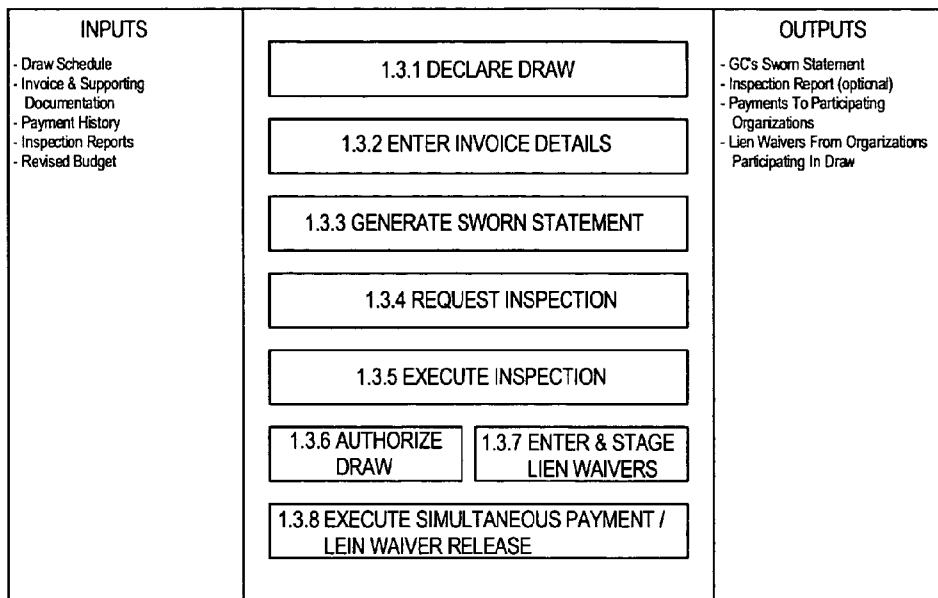 INPUTS
- Draw Schedule
- Invoice & Supporting
Documentation
- Payment History
- Inspection Reports
- Revised Budget
1.3.1 DECLARE DRAW
1.3.2 ENTER INVOICE DETAILS
1.3.3 GENERATE SWORN STATEMENT
1.3.4 REQUEST INSPECTION
1.3.5 EXECUTE INSPECTION
1.3.6 AUTHORIZE
DRAW
1.3.7 ENTER & STAGE
LIEN WAIVERS
1.3.8 EXECUTE SIMULTANEOUS PAYMENT /
LEIN WAIVER RELEASE
OUTPUTS
- GC's Sworn Statement
- Inspection Report (optional)
- Payments To Participating
Organizations
- Lien Waivers From Organizations
Participating In Draw